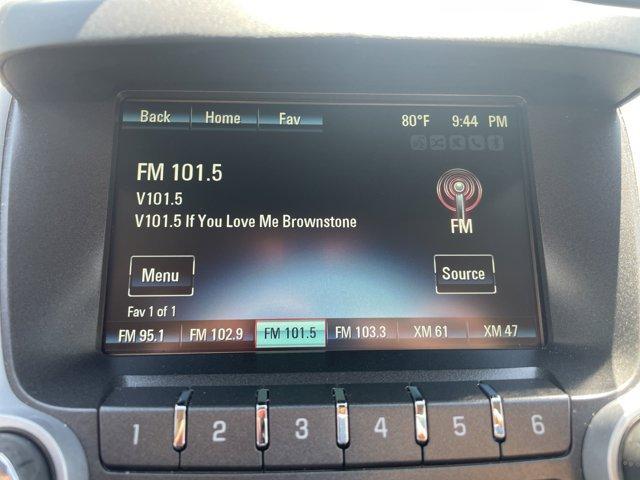 Back Home Fav 80°F 9:44 PM
FM 101.5
V101.5
V101.5 If You Love Me Brownstone
FM
Menu Source
Fav 1 of 1
FM 95.1 FM 102.9 FM 101.5 FM 103.3 XM 61 XM 47
1 2 3 4 5 6